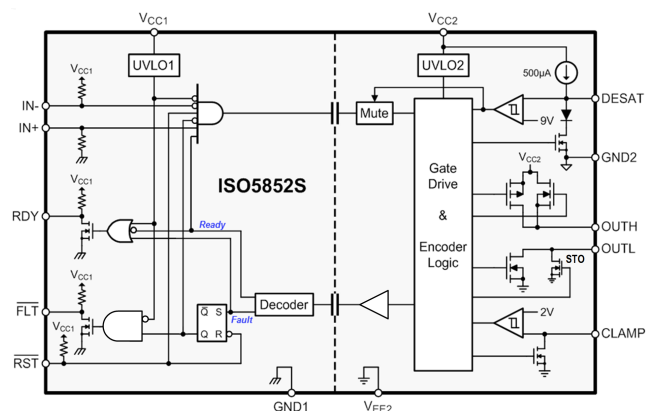 VCC1
VCC2
UVLO1
UVLO2
500µA
VCC1
IN-
IN+
Mute
DESAT
9V
GND2
ISO5852S
Gate
Drive
&
Encoder
Logic
VCC2
VCC1
RDY
Ready
OUTH
OUTL
STO
VCC1
FLT
Q S
Q R
Fault
Decoder
2V
CLAMP
VCC1
RST
GND1
VEE2